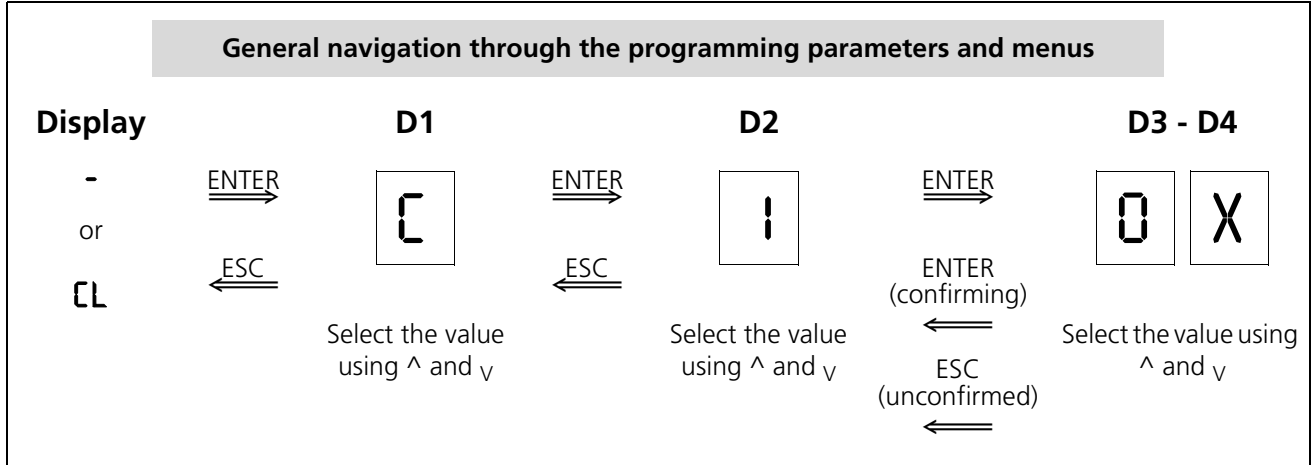 General navigation through the programming parameters and menus
Display D1 D2 D3 - D4
- ENTER C ENTER I ENTER 0 X
or
CL ESC ESC ENTER
(confirming)
Select the value Select the value Select the value using
using ^ and v using ^ and v ^ and v
ESC
(unconfirmed)